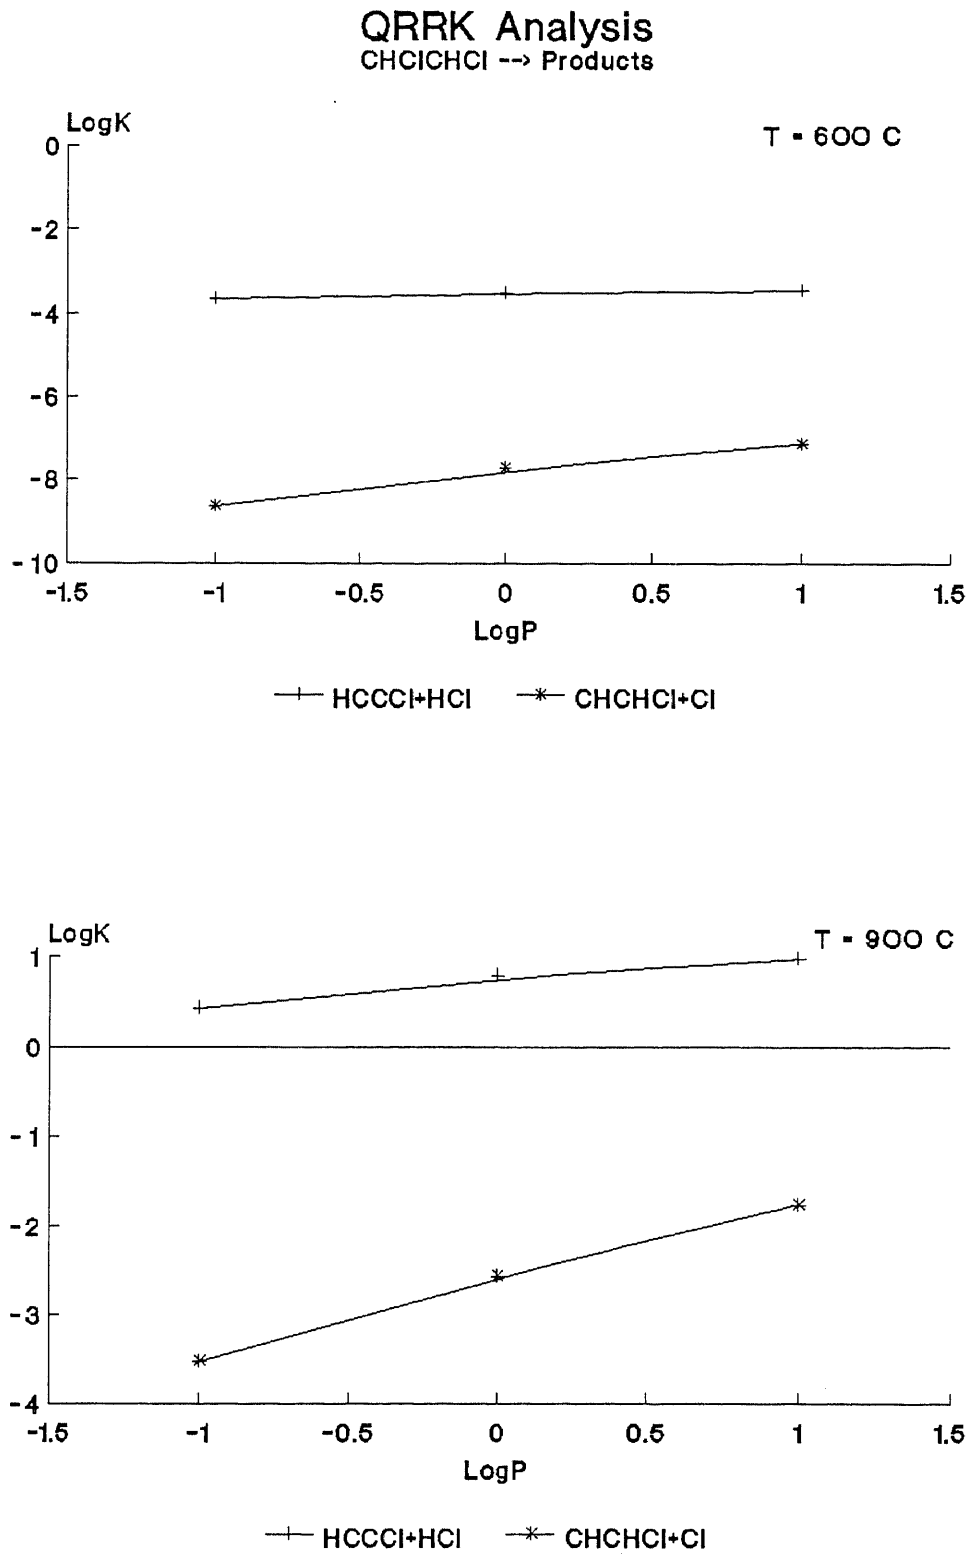 QRRK Analysis
CHClCHCl --> Products
LogK
T = 600 C
0
-2
-4
-6
-8
-10
-1.5 -1 -0.5 0 0.5 1 1.5
LogP
HCCCl+HCl CHCHCl+Cl
LogK
T = 900 C
1
0
-1
-2
-3
-4
-1.5 -1 -0.5 0 0.5 1 1.5
LogP
HCCCl+HCl CHCHCl+Cl